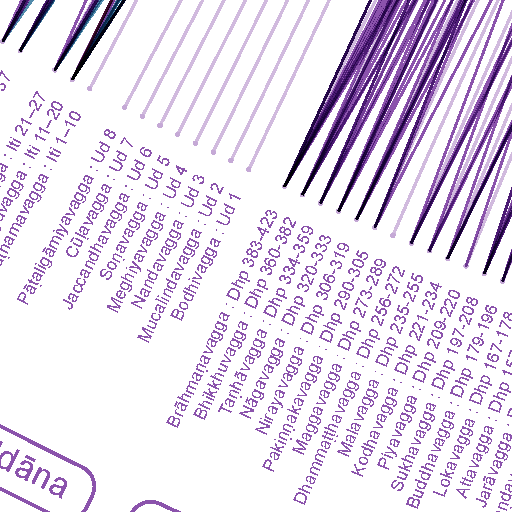 Iti 21–27
Iti 11–20
Iti 1–10
Pāṭaligāmiyavagga : Ud 8
Cūḷavagga : Ud 7
Jaccandhavagga : Ud 6
Soṇavagga : Ud 5
Meghiyavagga : Ud 4
Nandavagga : Ud 3
Mucalindavagga : Ud 2
Bodhivagga : Ud 1
Brāhmaṇavagga : Dhp 383–423
Bhikkhuvagga : Dhp 360–382
Taṇhāvagga : Dhp 334–359
Nāgavagga : Dhp 320–333
Nirayavagga : Dhp 306–319
Pakiṇṇakavagga : Dhp 290–305
Maggavagga : Dhp 273–289
Dhammaṭṭhavagga : Dhp 256–272
Malavagga : Dhp 235–255
Kodhavagga : Dhp 221–234
Piyavagga : Dhp 209–220
Sukhavagga : Dhp 197–208
Buddhavagga : Dhp 179–196
Lokavagga : Dhp 167–178
Attavagga
Jarāvagga
dāna